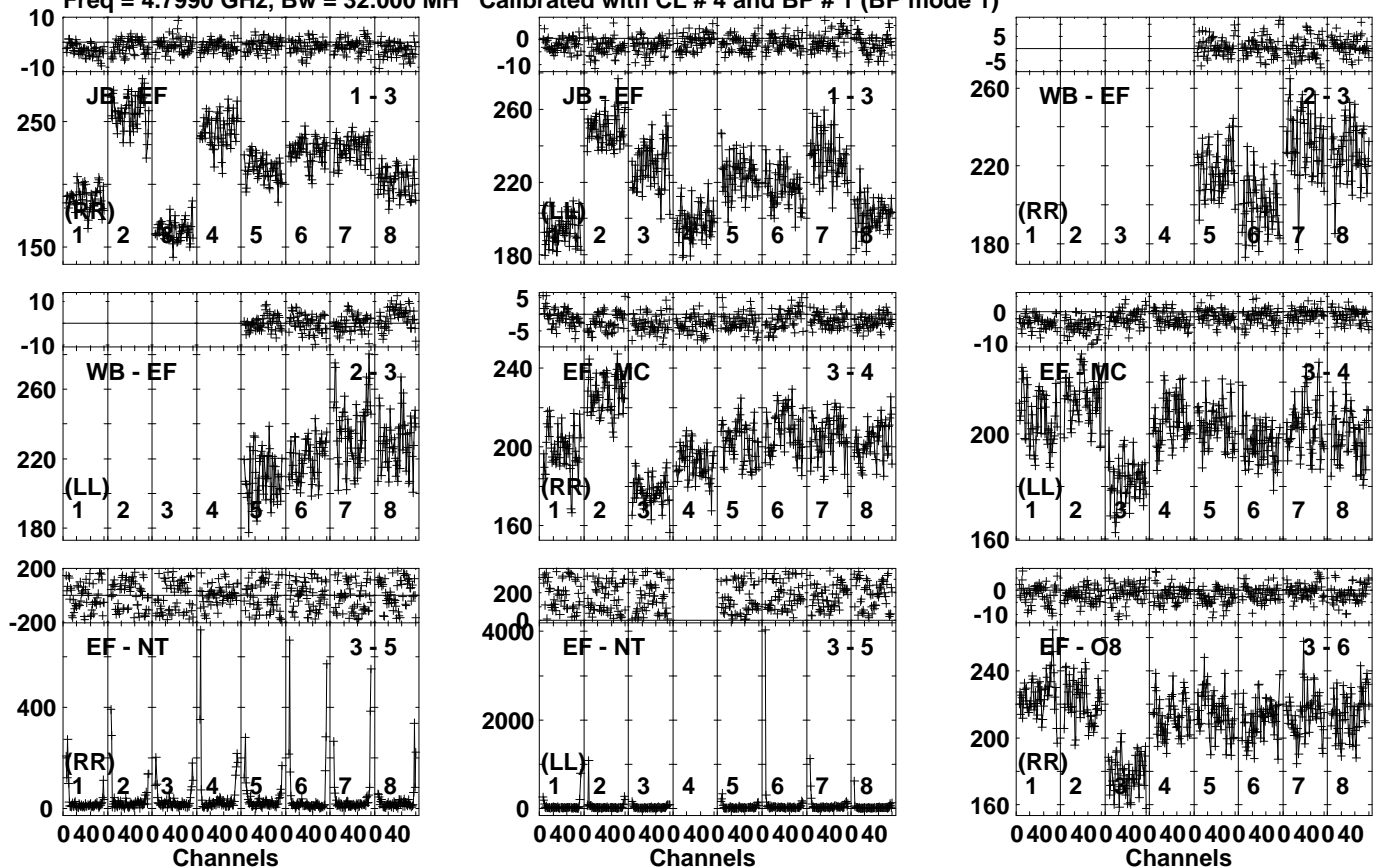 Freq = 4.7990 GHz, Bw = 32.000 MH Calibrated with CL # 4 and BP # 1 (BP mode 1)
10
-10
JB - EF 1 - 3
250
(RR)
150
1 2 3 4 5 6 7 8
0
-10
JB - EF 1 - 3
260
220
(LL)
180
1 2 3 4 5 6 7 8
5
-5
WB - EF 2 - 3
260
220
(RR)
180
1 2 3 4 5 6 7 8
10
-10
WB - EF 2 - 3
260
220
(LL)
180
1 2 3 4 5 6 7 8
5
-5
EF - MC 3 - 4
240
200
(RR)
160
1 2 3 4 5 6 7 8
0
-10
EF - MC 3 - 4
200
(LL)
160
1 2 3 4 5 6 7 8
200
-200
EF - NT 3 - 5
400
(RR)
0
1 2 3 4 5 6 7 8
0 40 0 40 0 40 0 40 0 40 0 40 0 40 0 40
Channels
200
0
EF - NT 3 - 5
4000
2000
(LL)
0
1 2 3 4 5 6 7 8
0 40 0 40 0 40 0 40 0 40 0 40 0 40 0 40
Channels
0
-10
EF - O8 3 - 6
240
200
(RR)
160
1 2 3 4 5 6 7 8
0 40 0 40 0 40 0 40 0 40 0 40 0 40 0 40
Channels